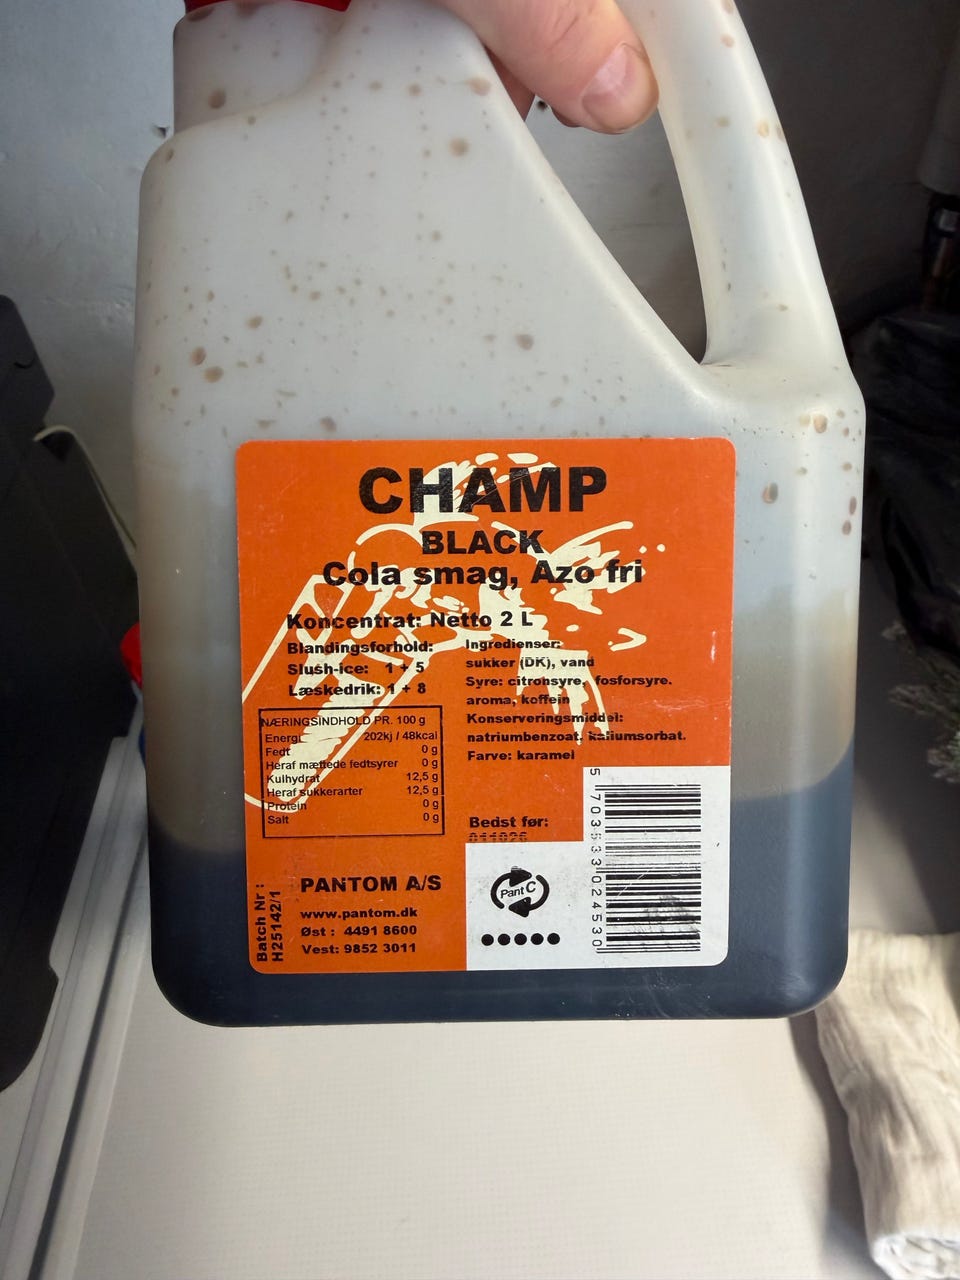 CHAMP
BLACK
Cola smag, Azo fri
Koncentrat: Netto 2 L
Blandingsforhold:
Slush-ice: 1 + 5
Læskedrik: 1 + 8
NÆRINGSINDHOLD PR. 100 g
Energi 202kj / 48kcal
Fedt 0 g
Heraf mættede fedtsyrer 0 g
Kulhydrat 12,5 g
Heraf sukkerarter 12,5 g
Protein 0 g
Salt 0 g
Ingredienser:
sukker (DK), vand
Syre: citronsyre, fosforsyre.
aroma, koffein
Konserveringsmiddel:
natriumbenzoat. kaliumsorbat.
Farve: karamel
Bedst før:
011026
Batch Nr :
H25142/1
PANTOM A/S
www.pantom.dk
Øst : 4491 8600
Vest: 9852 3011
Pant C
5 703533 024530